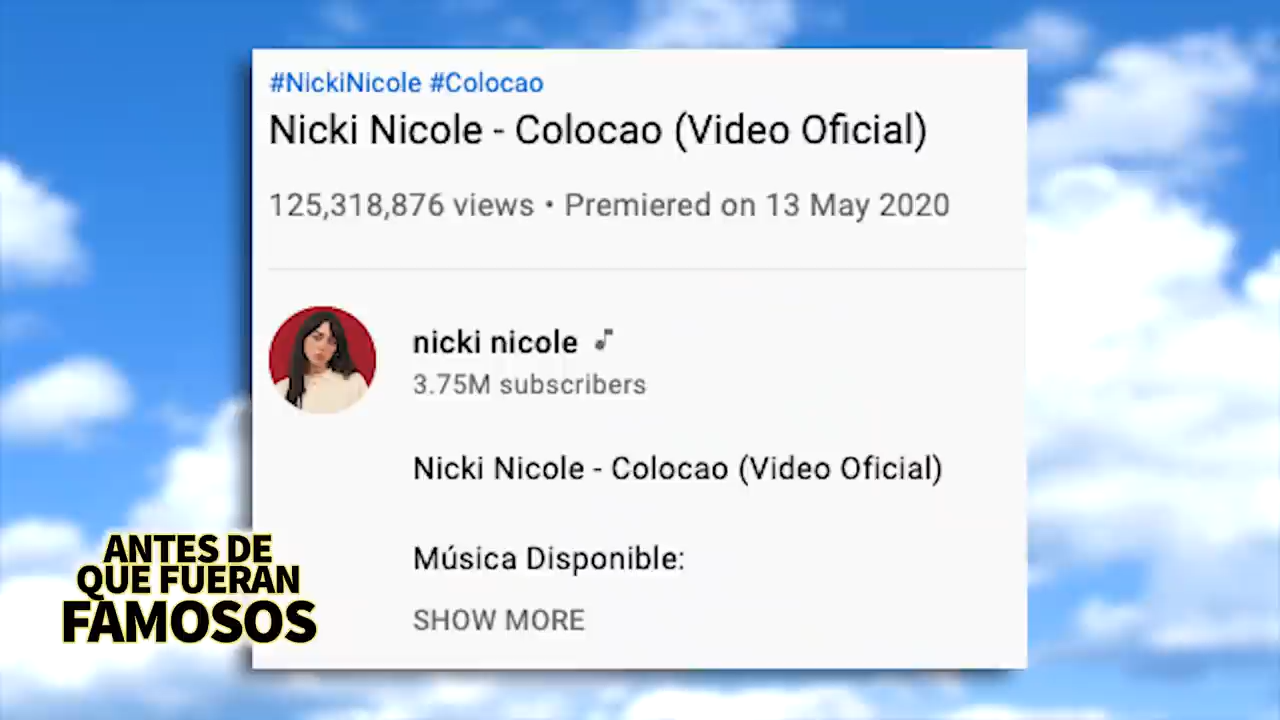 #NickiNicole #Colocao
Nicki Nicole - Colocao (Video Oficial)
125,318,876 views • Premiered on 13 May 2020
nicki nicole
3.75M subscribers
Nicki Nicole - Colocao (Video Oficial)
Música Disponible:
SHOW MORE
ANTES DE
QUE FUERAN
FAMOSOS